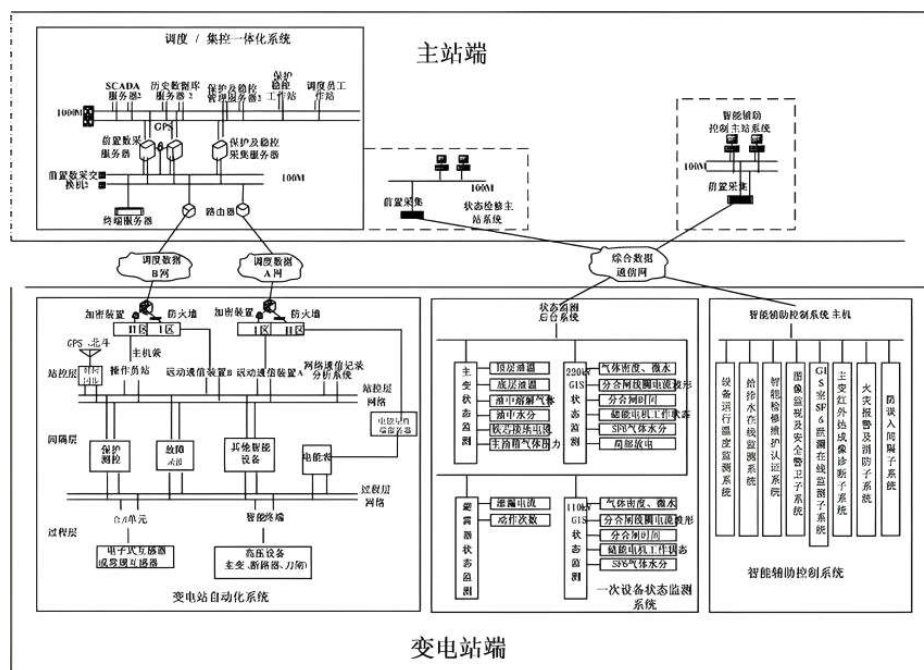 主站端
调度 / 集控一体化系统
SCADA
服务器2
历史数据库
服务器 2
保护及稳控
管理服务器2
保护
稳控
工作站
调度员工
作站
1000M
GPS
前置数采
服务器
保护及稳控
采集服务器
前置数采交
换机2
100M
终端服务器
路由器
100M
前置采集
状态检修主
站系统
智能辅助
控制主站系统
100M
前置采集
调度数据
B网
调度数据
A网
综合数据
通信网
加密装置
防火墙
加密装置
防火墙
II区
I区
I区
II区
GPS、北斗
主机兼
操作员站
远动通信装置B
远动通信装置A
网络通信记录
分析系统
站控层
站控层
网络
间隔层
保护
测控
故障
录波
其他智能
设备
电能表
过程层
网络
过程层
合并单元
智能终端
电子式互感器
或常规互感器
高压设备
主变、断路器、刀闸
变电站自动化系统
状态监测
后台系统
主变状态监测
顶层油温
底层油温
油中溶解气体
油中水分
铁芯接地电流
220kV
GIS
状态监测
气体密度、微水
分合闸线圈电流波形
分合闸时间
储能电机工作状态
SF6气体水分
局部放电
避雷器状态监测
泄漏电流
动作次数
110kV
GIS
状态监测
气体密度、微水
分合闸线圈电流波形
分合闸时间
储能电机工作状态
SF6气体水分
一次设备状态监测
系统
智能辅助控制系统 主机
设备运行温度监测系统
给排水在线监测系统
智能检修维护认证系统
图像监视及安全警卫子系统
GIS室SF6泄漏在线监测子系统
主变红外热成像诊断子系统
火灾报警及消防子系统
防误入间隔子系统
智能辅助控制系统
变电站端